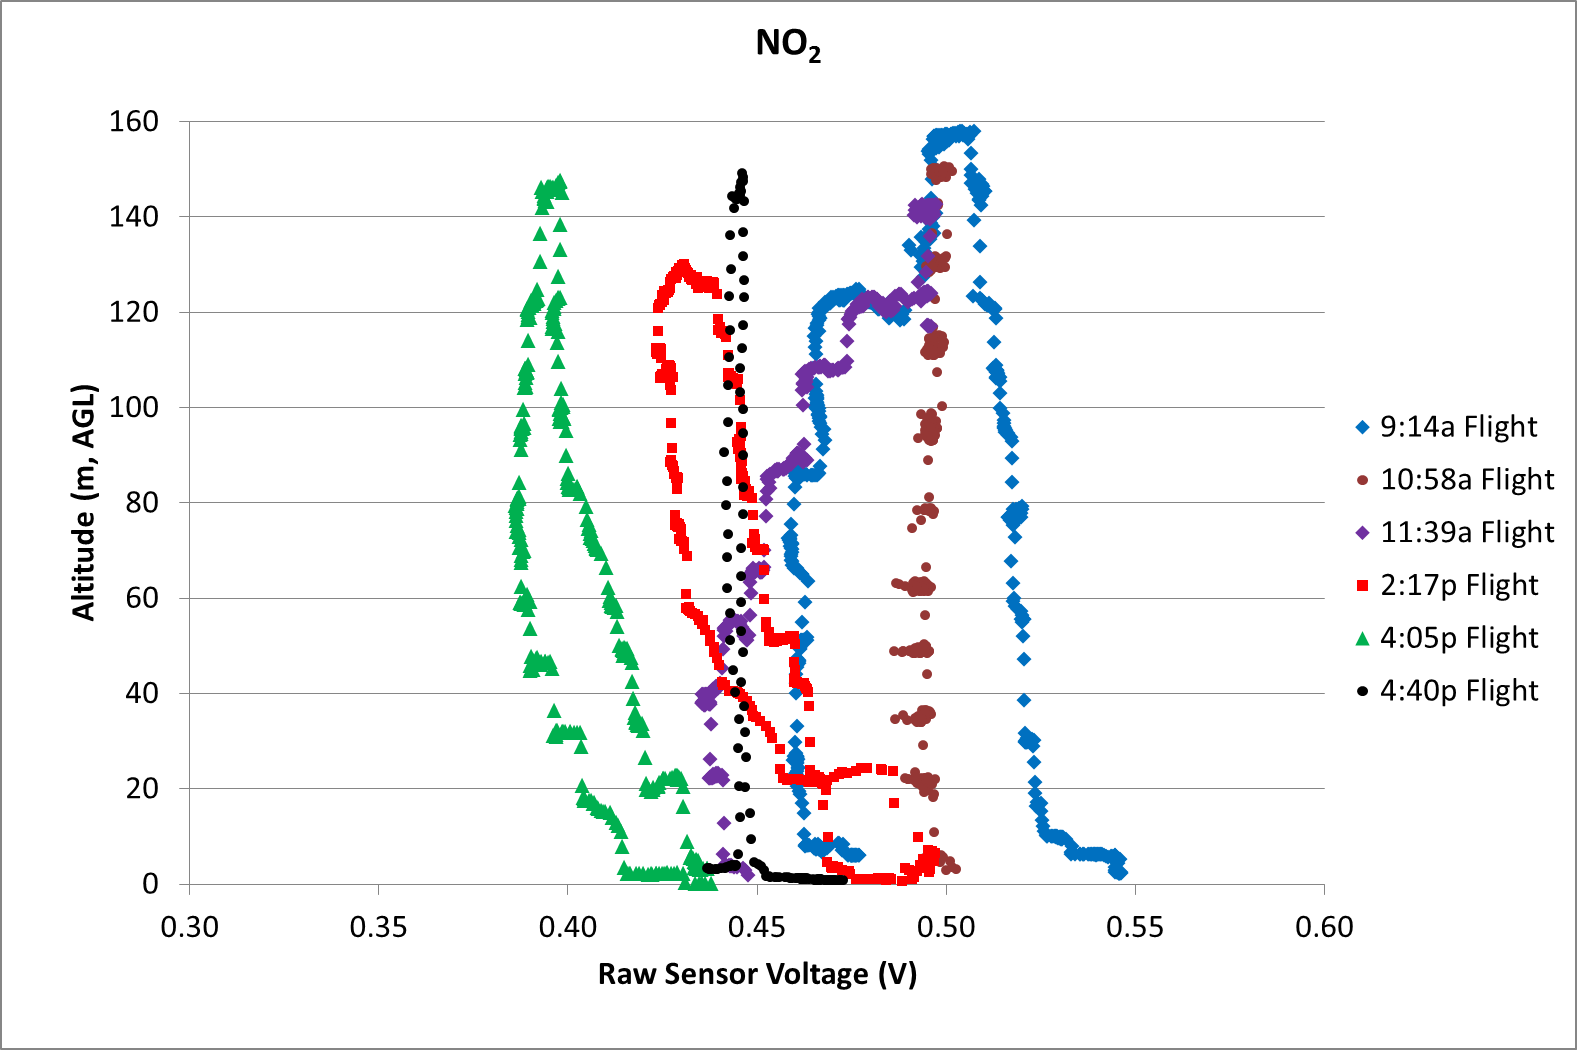 NO₂
160
140
120
100
80
60
40
20
0
Altitude (m, AGL)
0.30 0.35 0.40 0.45 0.50 0.55 0.60
Raw Sensor Voltage (V)
9:14a Flight
10:58a Flight
11:39a Flight
2:17p Flight
4:05p Flight
4:40p Flight